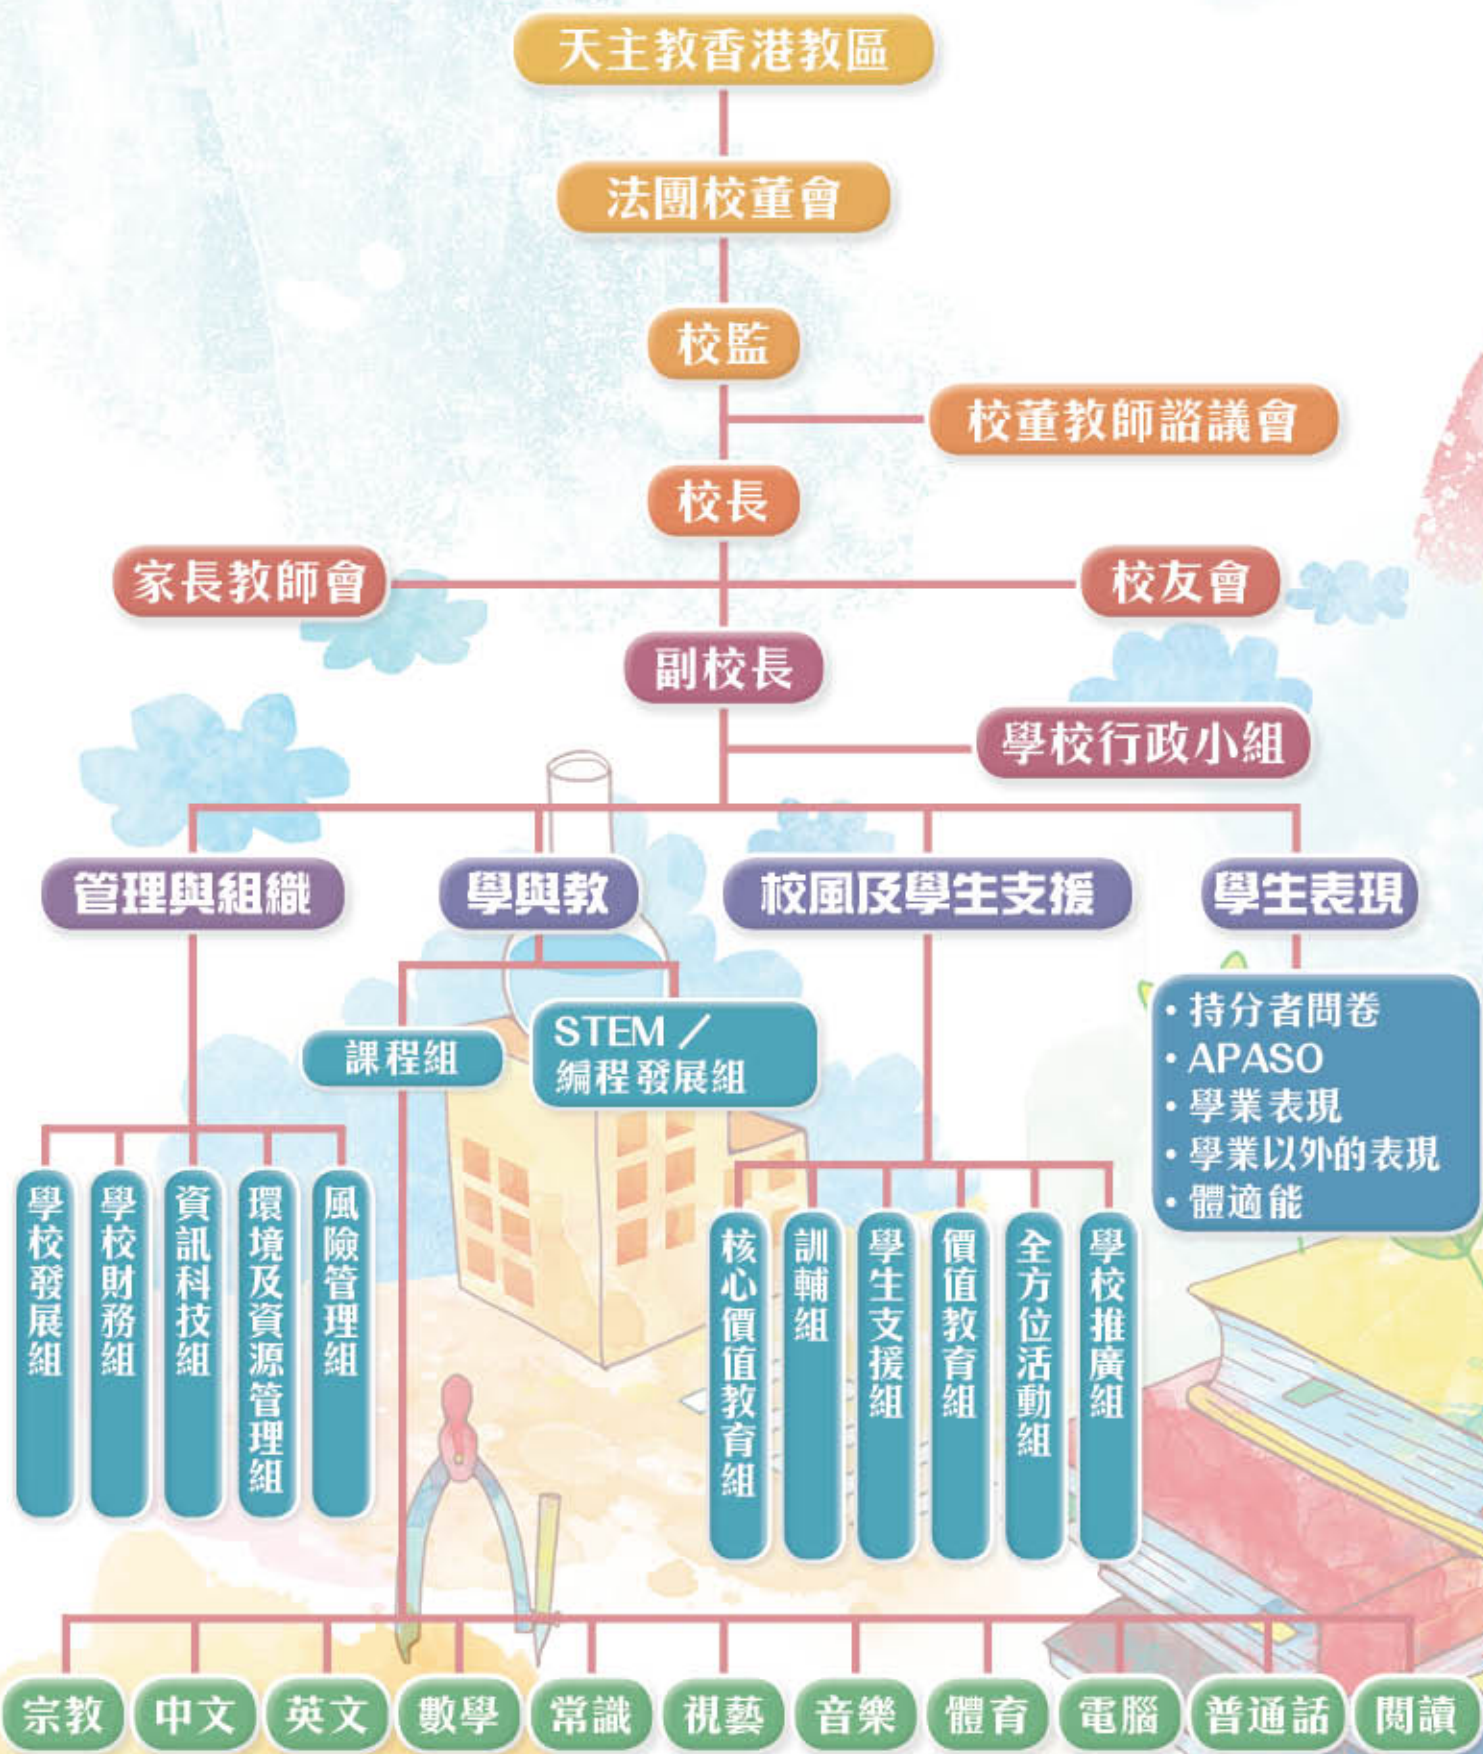 天主教香港教區
法團校董會
校監
校董教師諮議會
校長
家長教師會
校友會
副校長
學校行政小組
管理與組織
學與教
校風及學生支援
學生表現
課程組
STEM／
編程發展組
・持分者問卷
・APASO
・學業表現
・學業以外的表現
・體適能
學校發展組
學校財務組
資訊科技組
環境及資源管理組
風險管理組
核心價值教育組
訓輔組
學生支援組
價值教育組
全方位活動組
學校推廣組
宗教
中文
英文
數學
常識
視藝
音樂
體育
電腦
普通話
閱讀